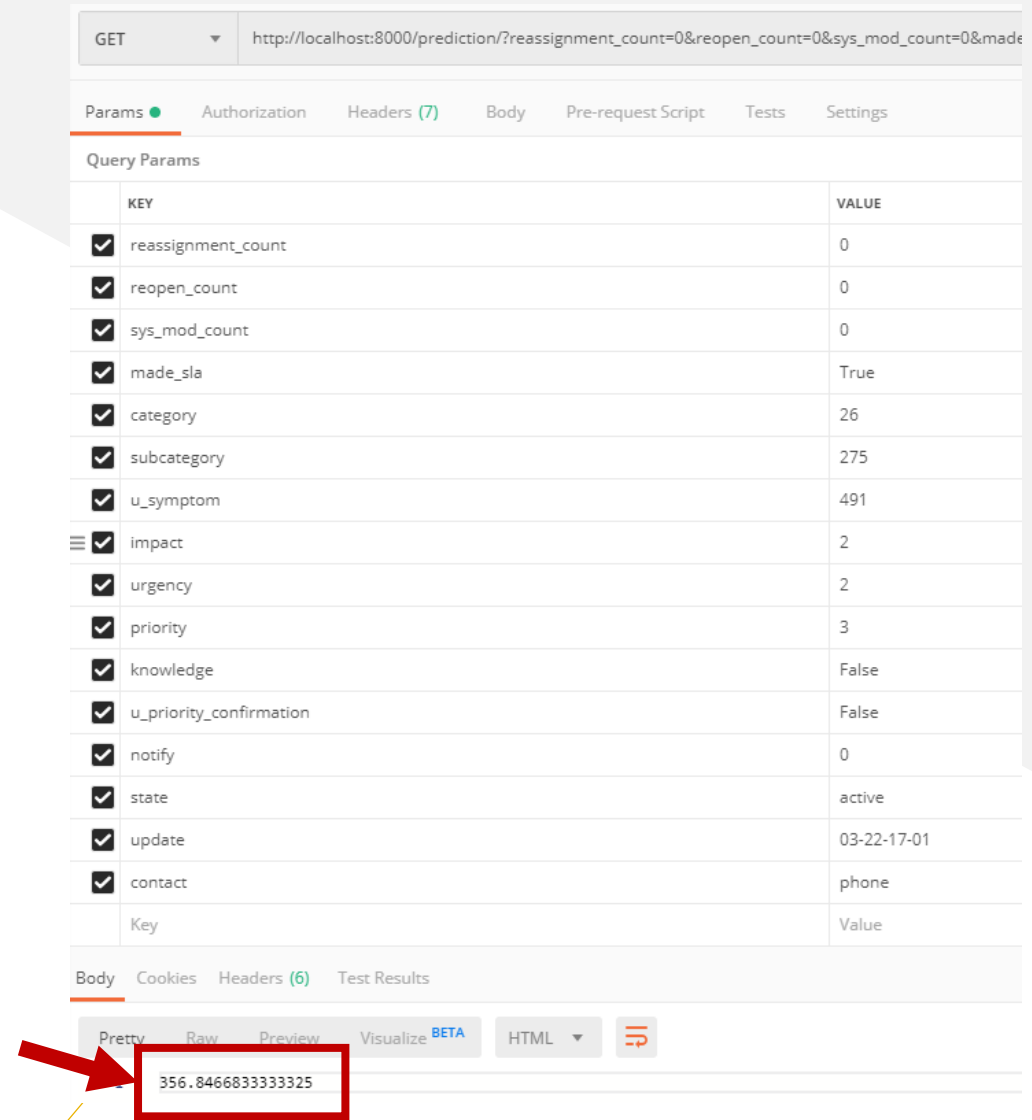 GET http://localhost:8000/prediction/?reassignment_count=0&reopen_count=0&sys_mod_count=0&made
Params Authorization Headers (7) Body Pre-request Script Tests Settings
Query Params
KEY VALUE
reassignment_count 0
reopen_count 0
sys_mod_count 0
made_sla True
category 26
subcategory 275
u_symptom 491
impact 2
urgency 2
priority 3
knowledge False
u_priority_confirmation False
notify 0
state active
update 03-22-17-01
contact phone
Key Value
Body Cookies Headers (6) Test Results
Pretty Raw Preview Visualize BETA HTML
356.8466833333325